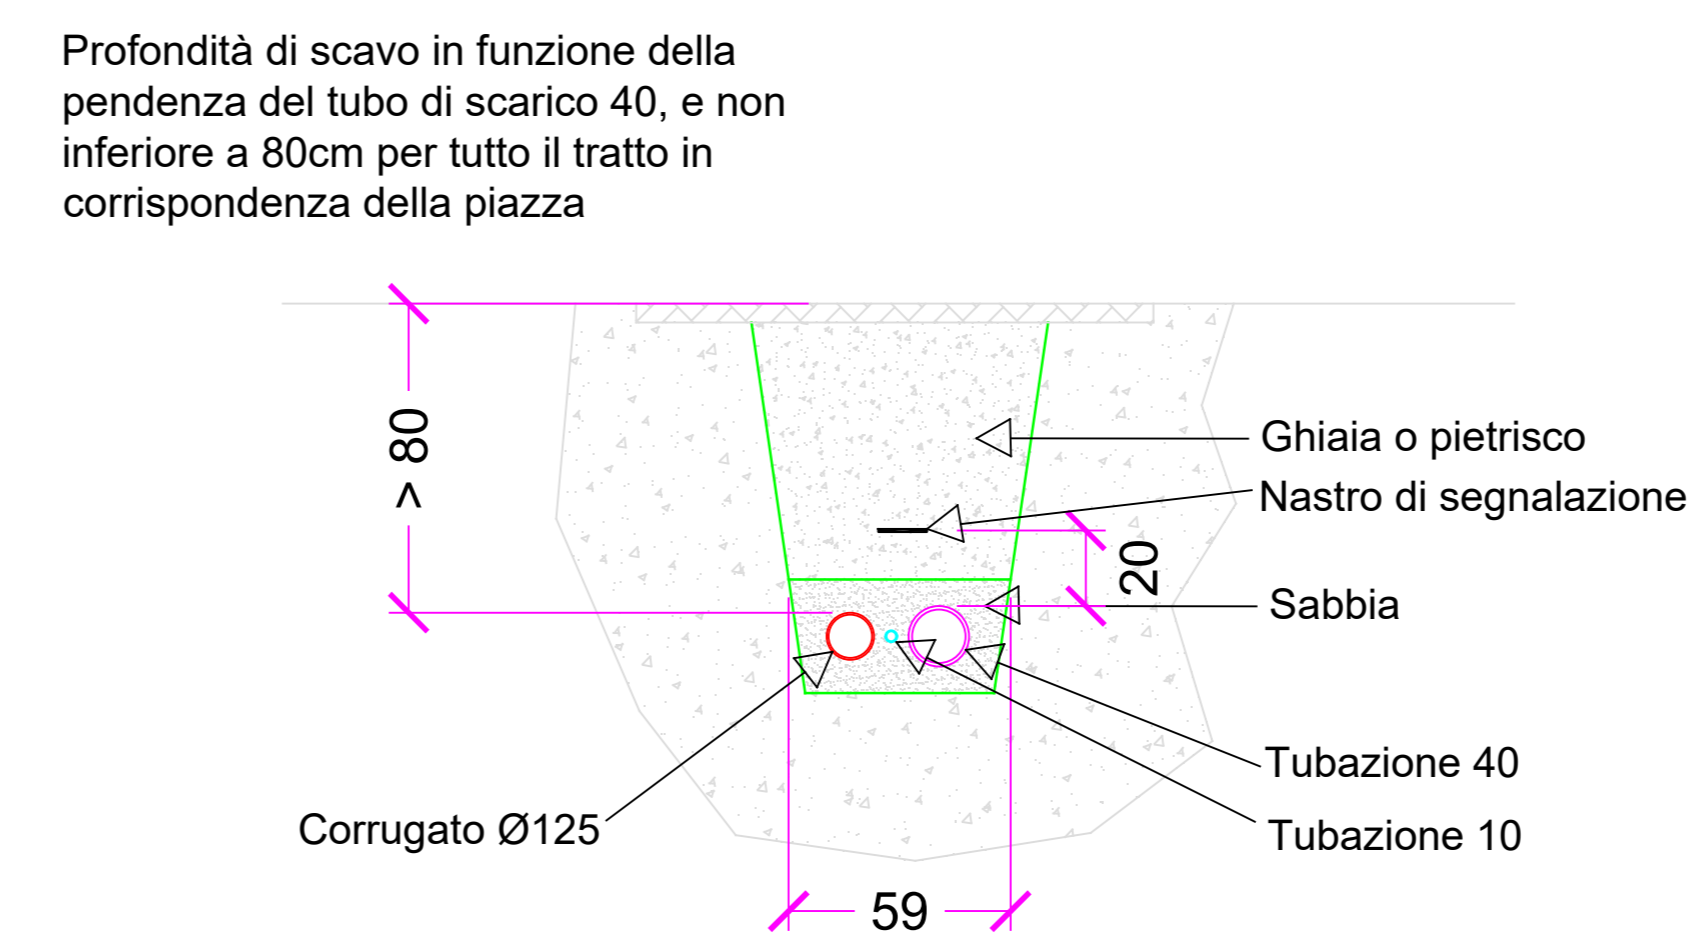 Profondità di scavo in funzione della
pendenza del tubo di scarico 40, e non
inferiore a 80cm per tutto il tratto in
corrispondenza della piazza
> 80
Ghiaia o pietrisco
Nastro di segnalazione
20
Sabbia
Tubazione 40
Corrugato Ø125
Tubazione 10
59